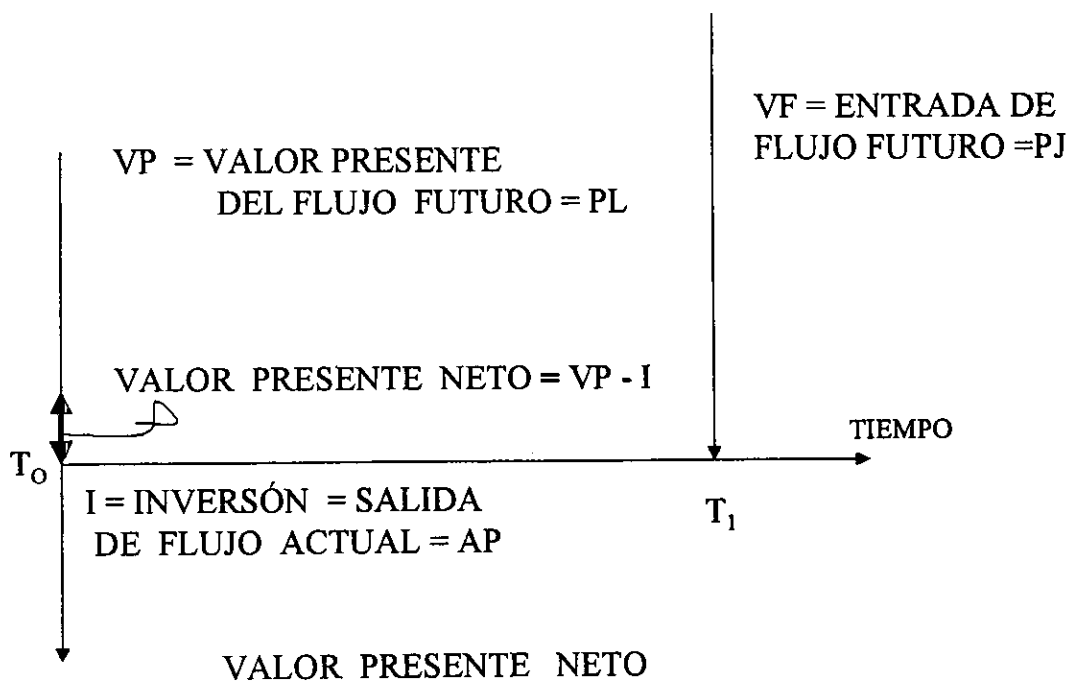 VF = ENTRADA DE
FLUJO FUTURO =PJ
VP = VALOR PRESENTE
DEL FLUJO FUTURO = PL
VALOR PRESENTE NETO = VP - I
TIEMPO
T₀
I = INVERSÓN = SALIDA
DE FLUJO ACTUAL = AP
T₁
VALOR PRESENTE NETO